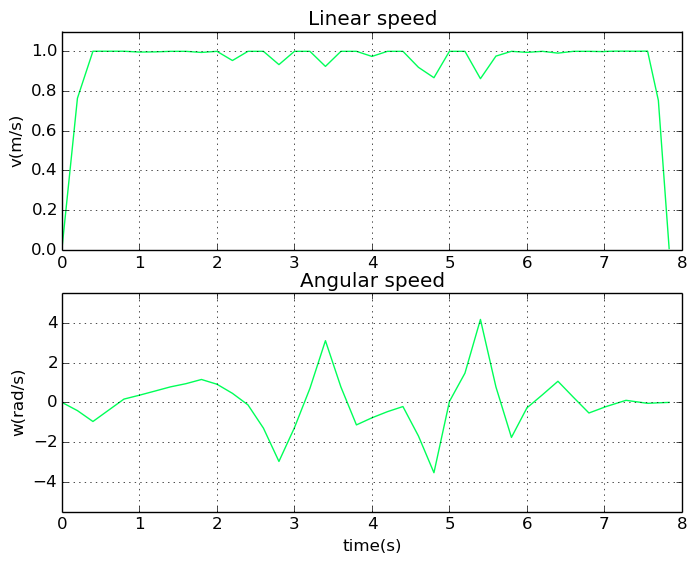 Linear speed
1.0
0.8
0.6
0.4
0.2
0.0
v(m/s)
0 1 2 3 4 5 6 7 8
Angular speed
4
2
0
−2
−4
w(rad/s)
0 1 2 3 4 5 6 7 8
time(s)